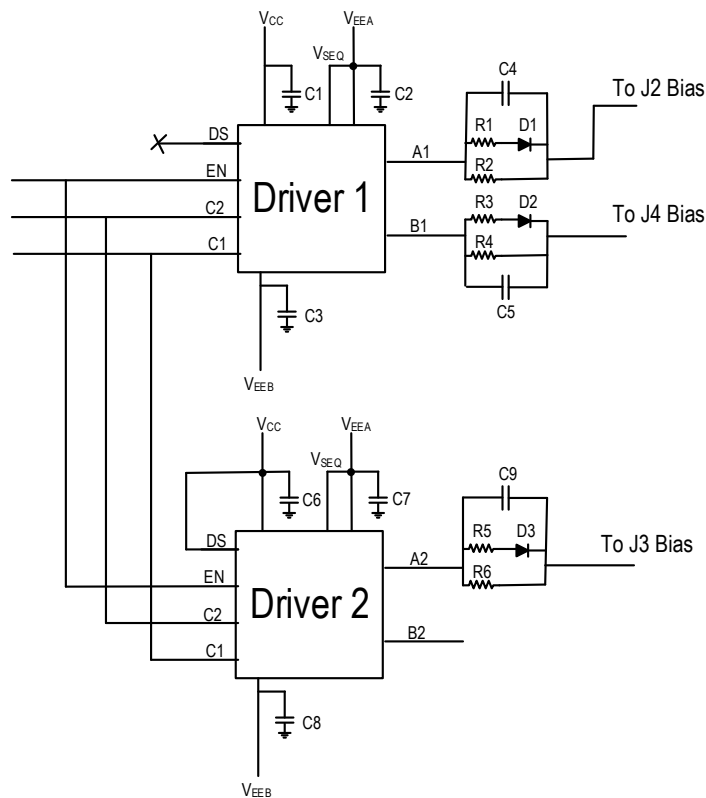 VCC
VEEA
VSEQ
C1
C2
C4
To J2 Bias
DS
R1
D1
A1
EN
R2
Driver 1
C2
R3
D2
To J4 Bias
B1
C1
R4
C3
C5
VEEB
VCC
VEEA
VSEQ
C6
C7
C9
DS
R5
D3
To J3 Bias
A2
EN
R6
Driver 2
C2
B2
C1
C8
VEEB